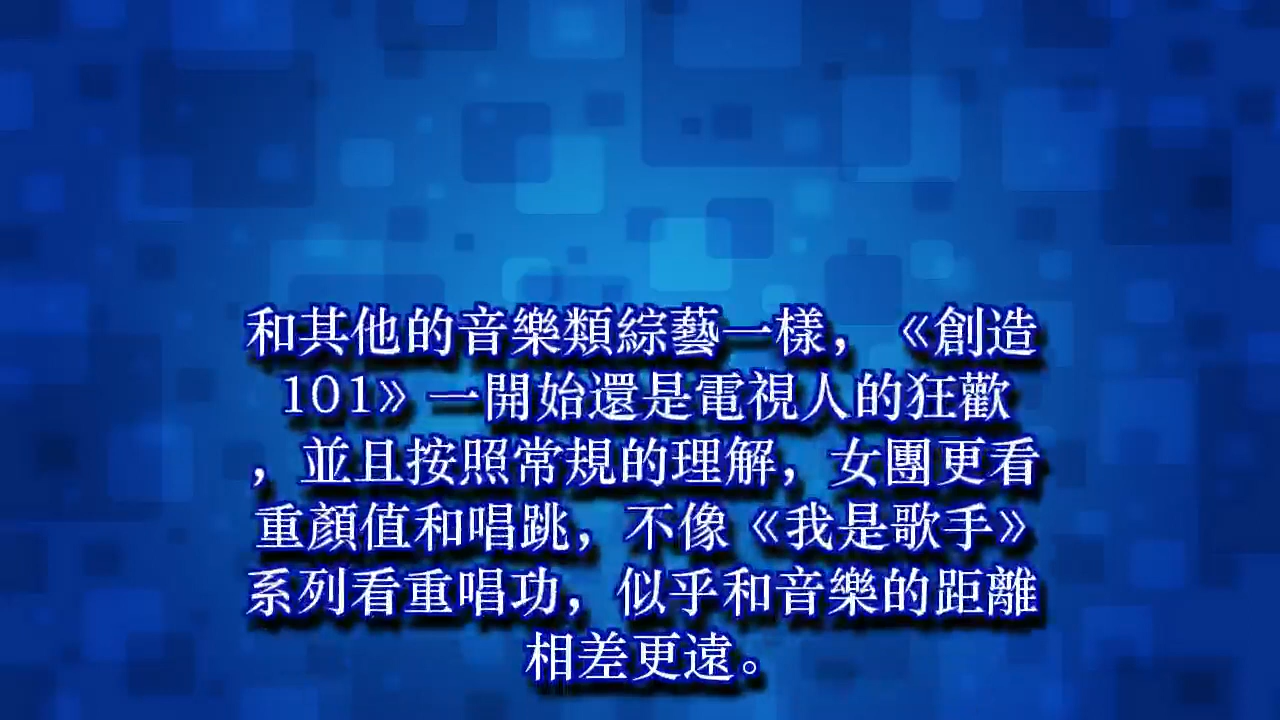 和其他的音樂類綜藝一樣，《創造
101》一開始還是電視人的狂歡
，並且按照常規的理解，女團更看
重顏值和唱跳，不像《我是歌手》
系列看重唱功，似乎和音樂的距離
相差更遠。